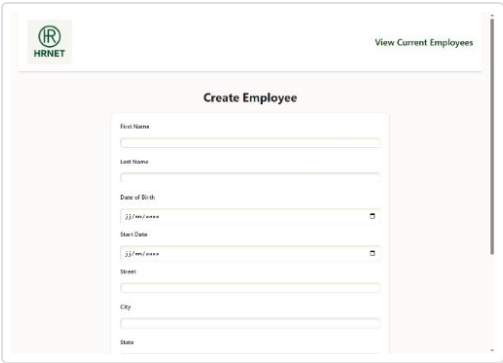 HR
HRNET
View Current Employees
Create Employee
First Name
Last Name
Date of Birth
jj/mm/aaaa
Start Date
jj/mm/aaaa
Street
City
State